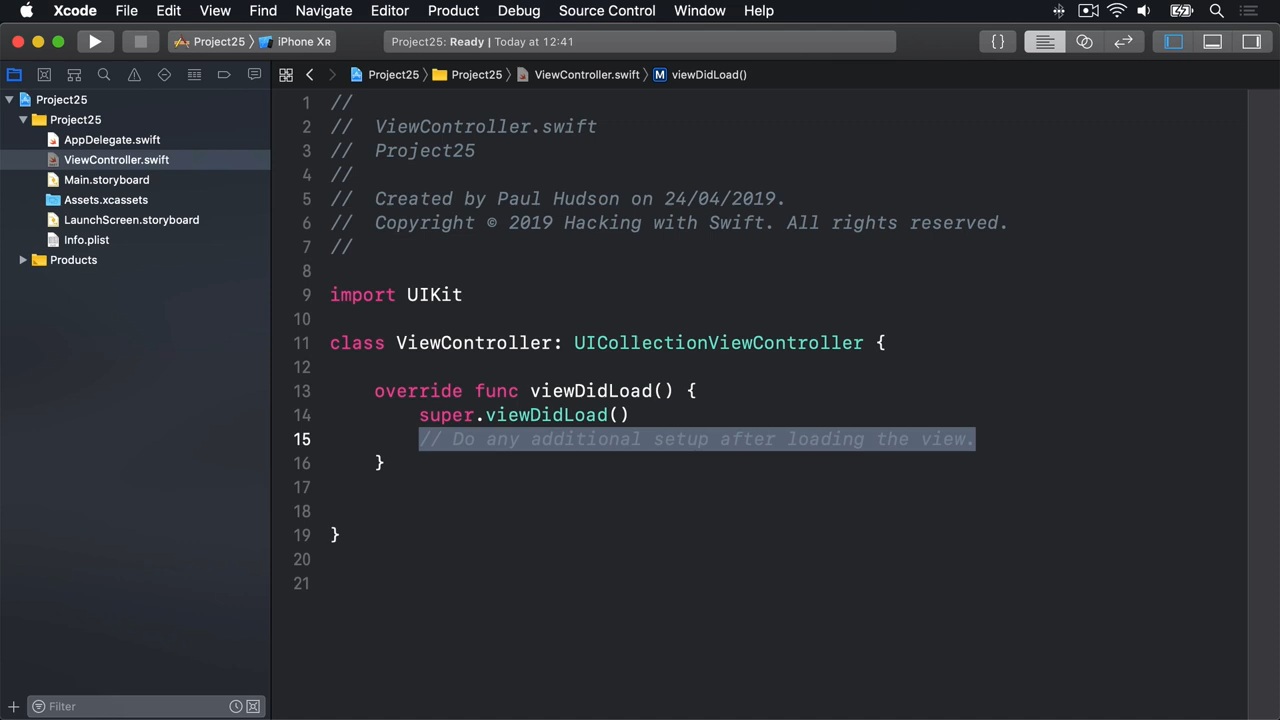 Xcode File Edit View Find Navigate Editor Product Debug Source Control Window Help
Project25 iPhone XR Project25: Ready | Today at 12:41 {}
Project25 Project25 ViewController.swift M viewDidLoad()
Project25
Project25
AppDelegate.swift
ViewController.swift
Main.storyboard
Assets.xcassets
LaunchScreen.storyboard
Info.plist
Products
1 //
2 //  ViewController.swift
3 //  Project25
4 //
5 //  Created by Paul Hudson on 24/04/2019.
6 //  Copyright © 2019 Hacking with Swift. All rights reserved.
7 //
8
9 import UIKit
10
11 class ViewController: UICollectionViewController {
12
13     override func viewDidLoad() {
14         super.viewDidLoad()
15         // Do any additional setup after loading the view.
16     }
17
18
19 }
20
21
Filter